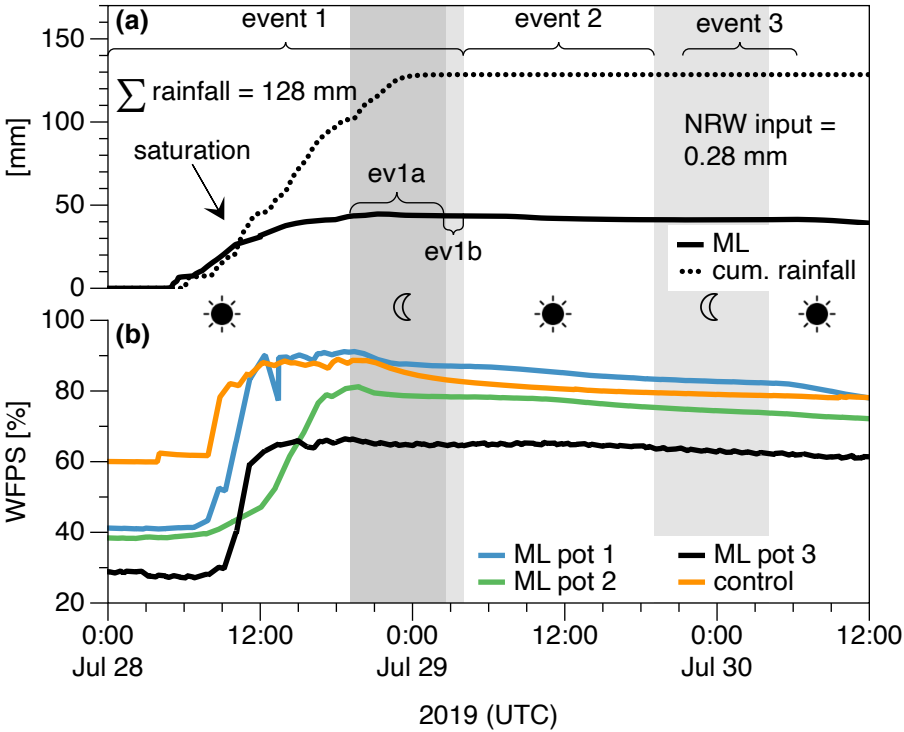 (a)
event 1
event 2
event 3
150
100
50
0
[mm]
∑ rainfall = 128 mm
saturation
ev1a
ev1b
NRW input =
0.28 mm
ML
cum. rainfall
(b)
100
80
60
40
20
WFPS [%]
ML pot 1
ML pot 2
ML pot 3
control
0:00
12:00
0:00
12:00
0:00
12:00
Jul 28
Jul 29
Jul 30
2019 (UTC)